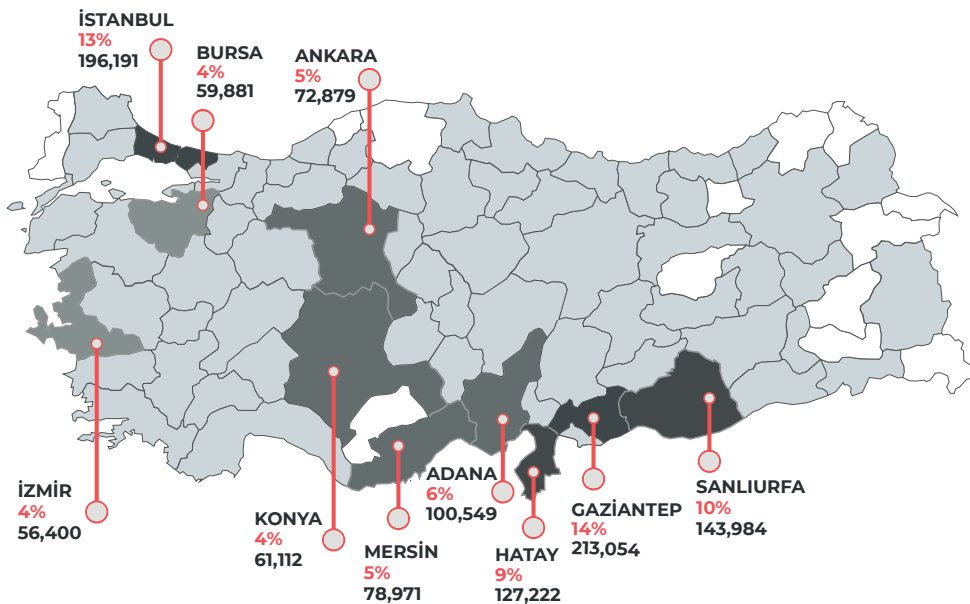 İSTANBUL
13%
196,191
BURSA
4%
59,881
ANKARA
5%
72,879
İZMİR
4%
56,400
KONYA
4%
61,112
MERSİN
5%
78,971
ADANA
6%
100,549
HATAY
9%
127,222
GAZİANTEP
14%
213,054
SANLIURFA
10%
143,984